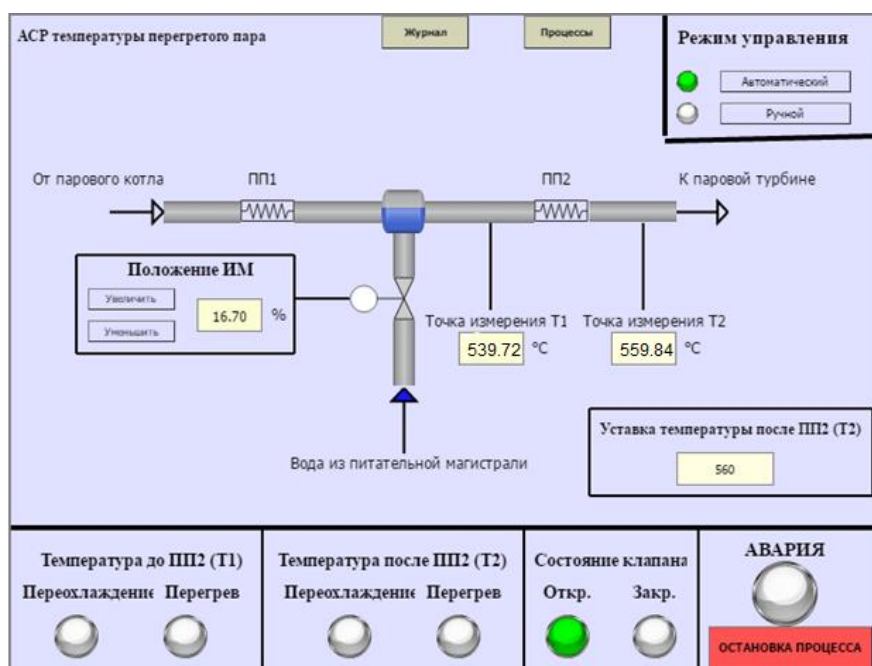 АСР температуры перегретого пара
Журнал
Процессы
Режим управления
Автоматический
Ручной
От парового котла
ПП1
ПП2
К паровой турбине
Положение ИМ
Увеличить
16.70 %
Уменьшить
Точка измерения Т1
Точка измерения Т2
539.72 °C
559.84 °C
Вода из питательной магистрали
Уставка температуры после ПП2 (Т2)
560
Температура до ПП2 (Т1)
Переохлаждение Перегрев
Температура после ПП2 (Т2)
Переохлаждение Перегрев
Состояние клапана
Откр. Закр.
АВАРИЯ
ОСТАНОВКА ПРОЦЕССА